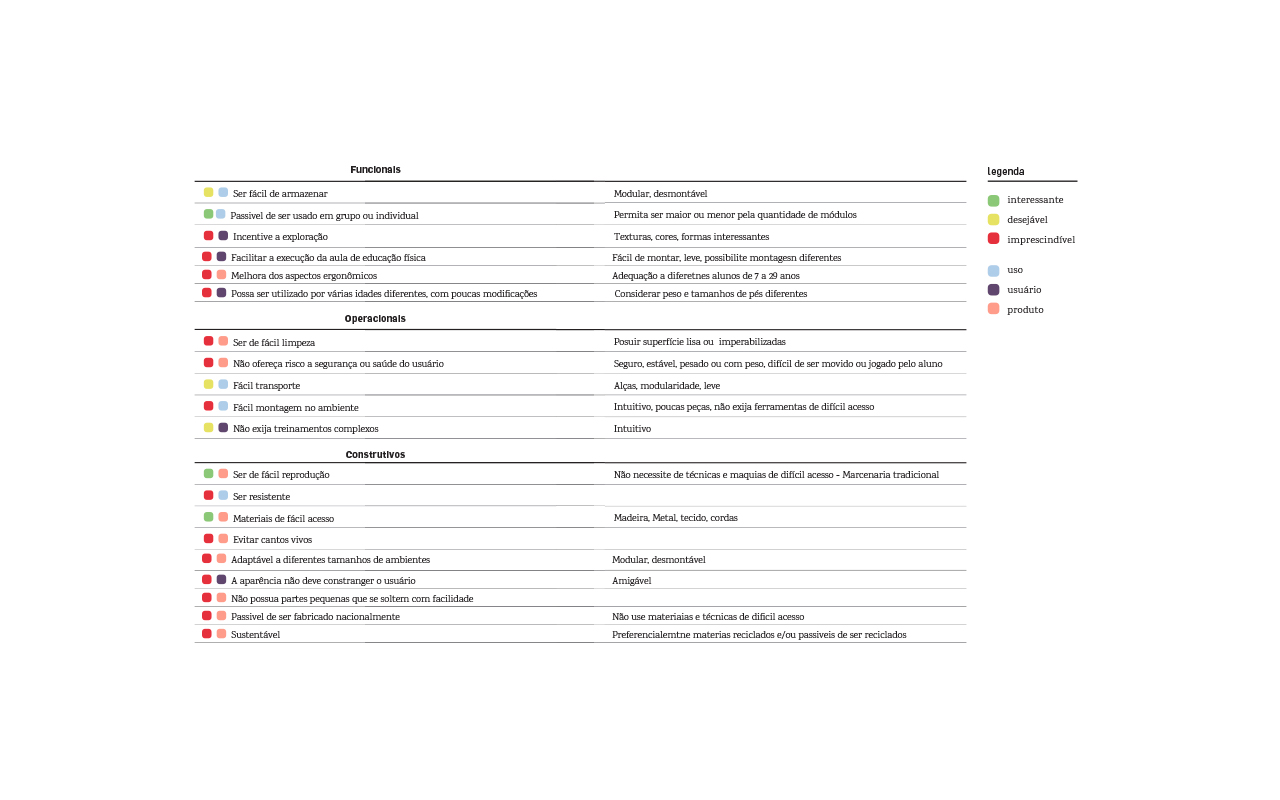 Funcionais
Ser fácil de armazenar    Modular, desmontável
Passivel de ser usado em grupo ou individual    Permita ser maior ou menor pela quantidade de módulos
Incentive a exploração    Texturas, cores, formas interessantes
Facilitar a execução da aula de educação física    Fácil de montar, leve, possibilite montagesn diferentes
Melhora dos aspectos ergonômicos    Adequação a diferetnes alunos de 7 a 29 anos
Possa ser utilizado por várias idades diferentes, com poucas modificações    Considerar peso e tamanhos de pés diferentes
Operacionais
Ser de fácil limpeza    Posuir superfície lisa ou  imperabilizadas
Não ofereça risco a segurança ou saúde do usuário    Seguro, estável, pesado ou com peso, difícil de ser movido ou jogado pelo aluno
Fácil transporte    Alças, modularidade, leve
Fácil montagem no ambiente    Intuitivo, poucas peças, não exija ferramentas de difícil acesso
Não exija treinamentos complexos    Intuitivo
Construtivos
Ser de fácil reprodução    Não necessite de técnicas e maquias de difícil acesso - Marcenaria tradicional
Ser resistente
Materiais de fácil acesso    Madeira, Metal, tecido, cordas
Evitar cantos vivos
Adaptável a diferentes tamanhos de ambientes    Modular, desmontável
A aparência não deve constranger o usuário    Amigável
Não possua partes pequenas que se soltem com facilidade
Passivel de ser fabricado nacionalmente    Não use materiaias e técnicas de dificil acesso
Sustentável    Preferencialemtne materias reciclados e/ou passiveis de ser reciclados
legenda
interessante
desejável
imprescindível
uso
usuário
produto